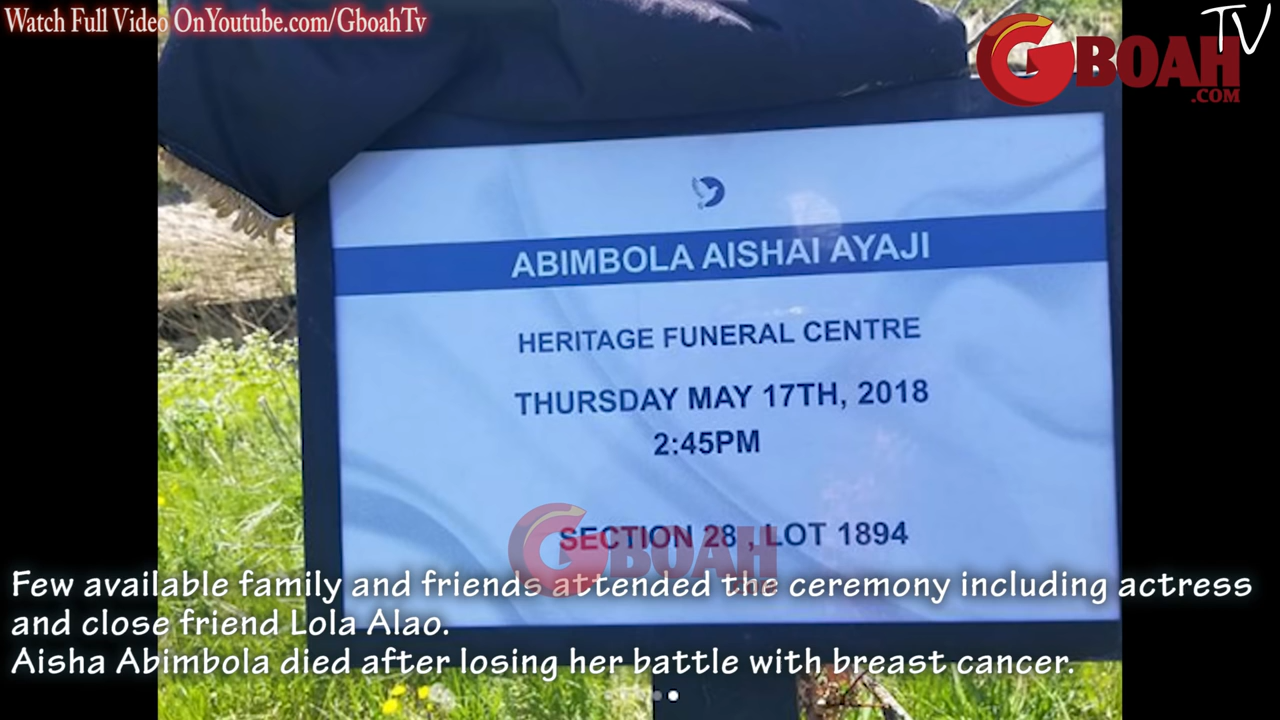 Watch Full Video OnYoutube.com/GboahTv
TV
GBOAH
.COM
ABIMBOLA AISHAI AYAJI
HERITAGE FUNERAL CENTRE
THURSDAY MAY 17TH, 2018
2:45PM
SECTION 28 , LOT 1894
GBOAH
Few available family and friends attended the ceremony including actress
and close friend Lola Alao.
Aisha Abimbola died after losing her battle with breast cancer.